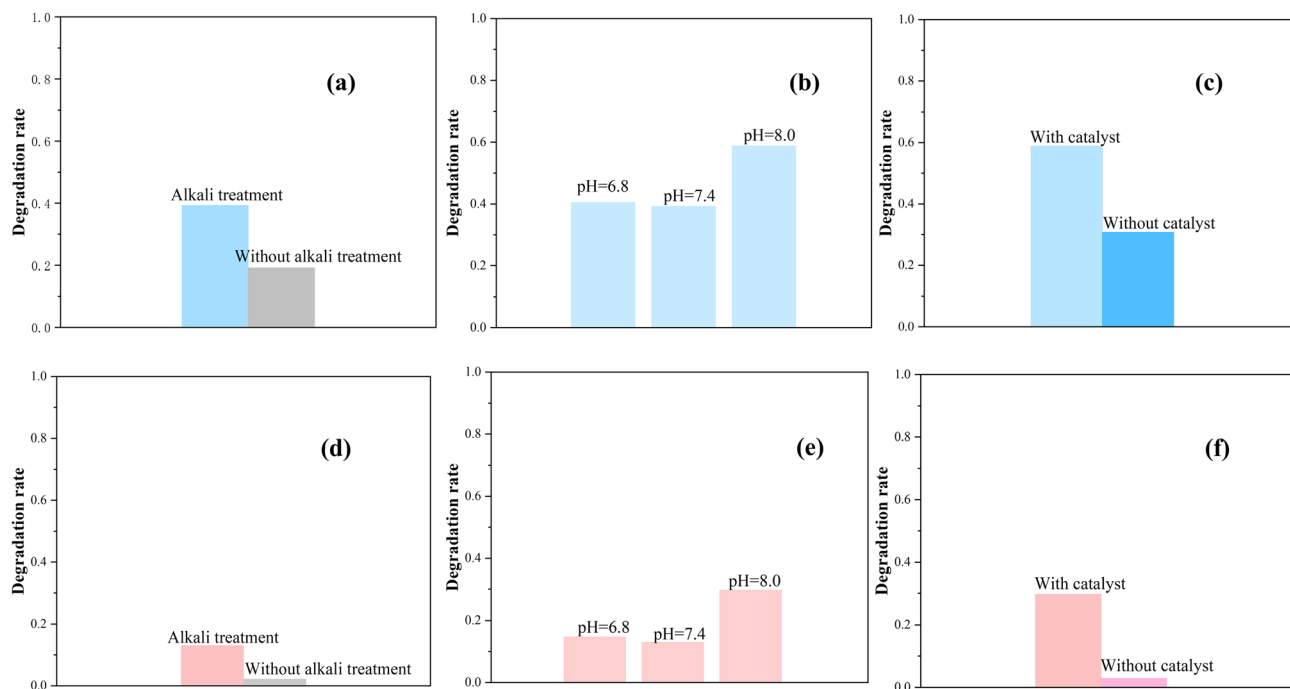 Degradation rate
1.0
0.8
0.6
0.4
0.2
0.0
(a)
Alkali treatment
Without alkali treatment
Degradation rate
1.0
0.8
0.6
0.4
0.2
0.0
(b)
pH=6.8
pH=7.4
pH=8.0
Degradation rate
1.0
0.8
0.6
0.4
0.2
0.0
(c)
With catalyst
Without catalyst
Degradation rate
1.0
0.8
0.6
0.4
0.2
0.0
(d)
Alkali treatment
Without alkali treatment
Degradation rate
1.0
0.8
0.6
0.4
0.2
0.0
(e)
pH=6.8
pH=7.4
pH=8.0
Degradation rate
1.0
0.8
0.6
0.4
0.2
0.0
(f)
With catalyst
Without catalyst